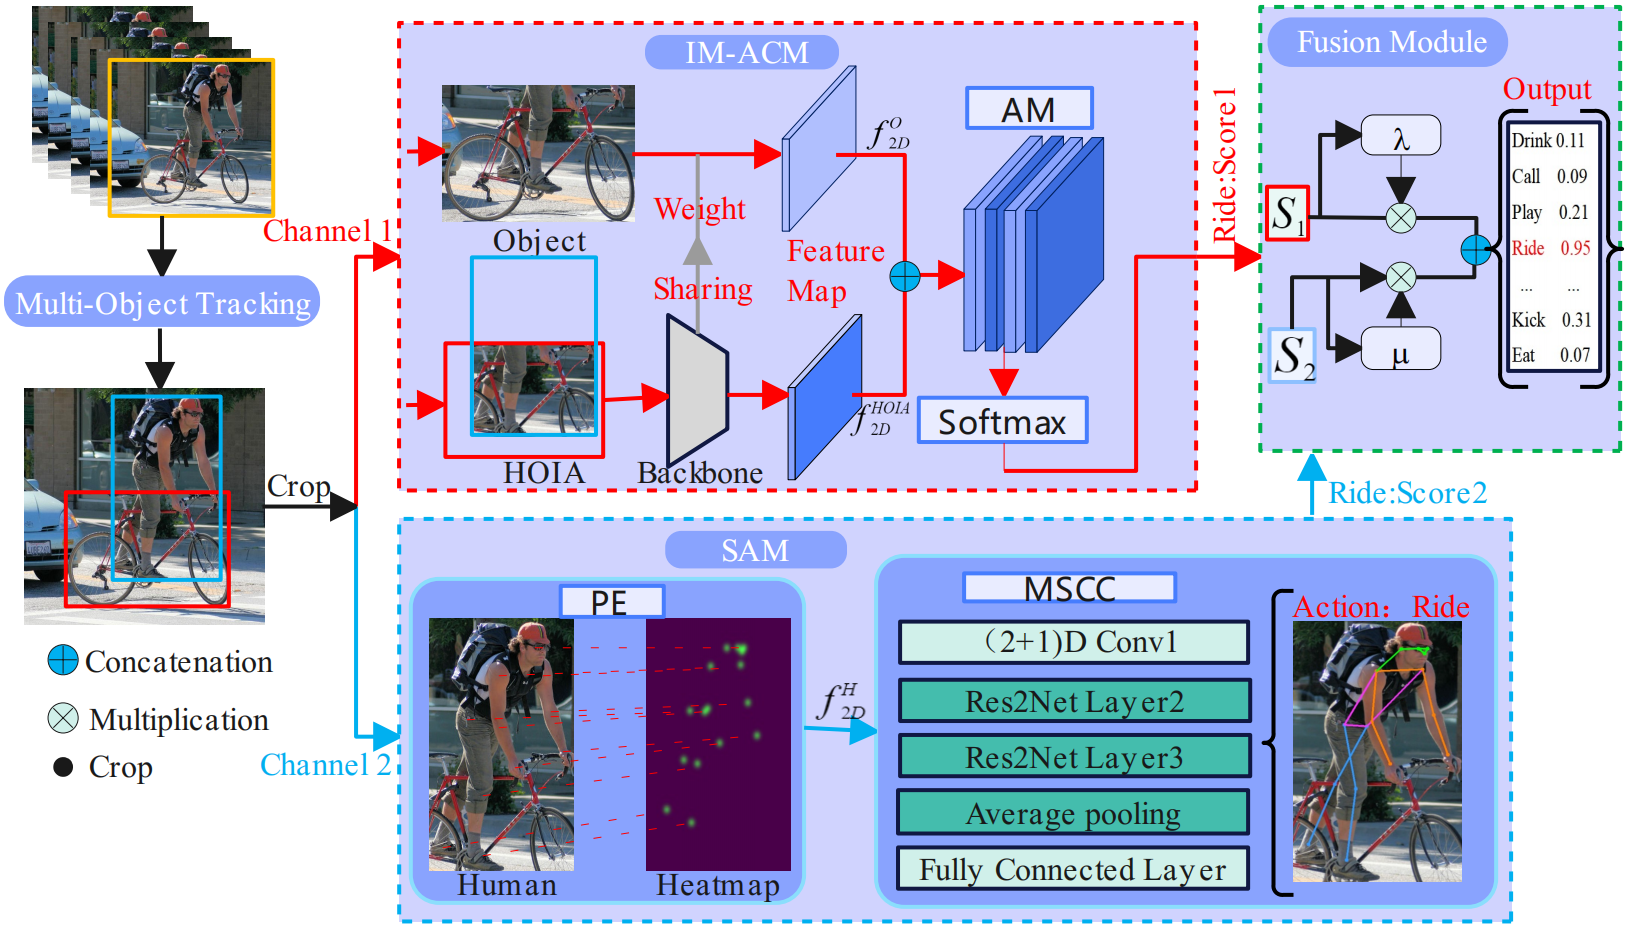 Multi-Object Tracking
Crop
Concatenation
Multiplication
Crop
Channel 1
Channel 2
IM-ACM
Object
Weight
Sharing
HOIA
Backbone
Feature
Map
f_{2D}^{O}
f_{2D}^{HOIA}
AM
Softmax
Ride:Score1
Fusion Module
Output
S_1
λ
S_2
μ
Drink 0.11
Call 0.09
Play 0.21
Ride 0.95
... ...
Kick 0.31
Eat 0.07
Ride:Score2
SAM
PE
Human
Heatmap
f_{2D}^{H}
MSCC
（2+1)D Conv1
Res2Net Layer2
Res2Net Layer3
Average pooling
Fully Connected Layer
Action：Ride